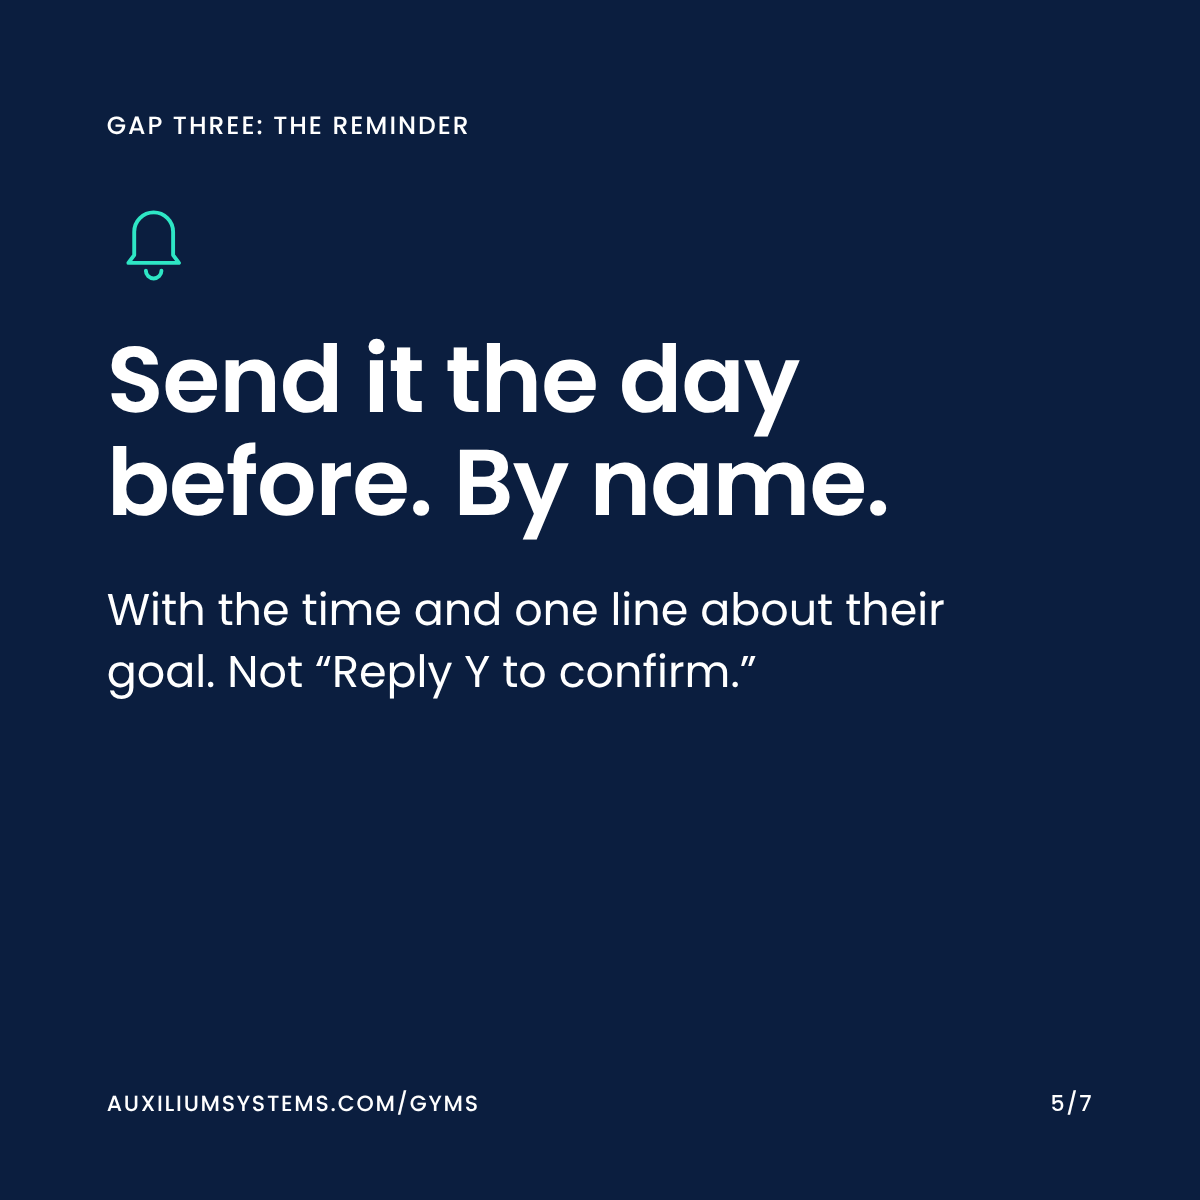 GAP THREE: THE REMINDER
Send it the day
before. By name.
With the time and one line about their
goal. Not “Reply Y to confirm.”
AUXILIUMSYSTEMS.COM/GYMS
5/7